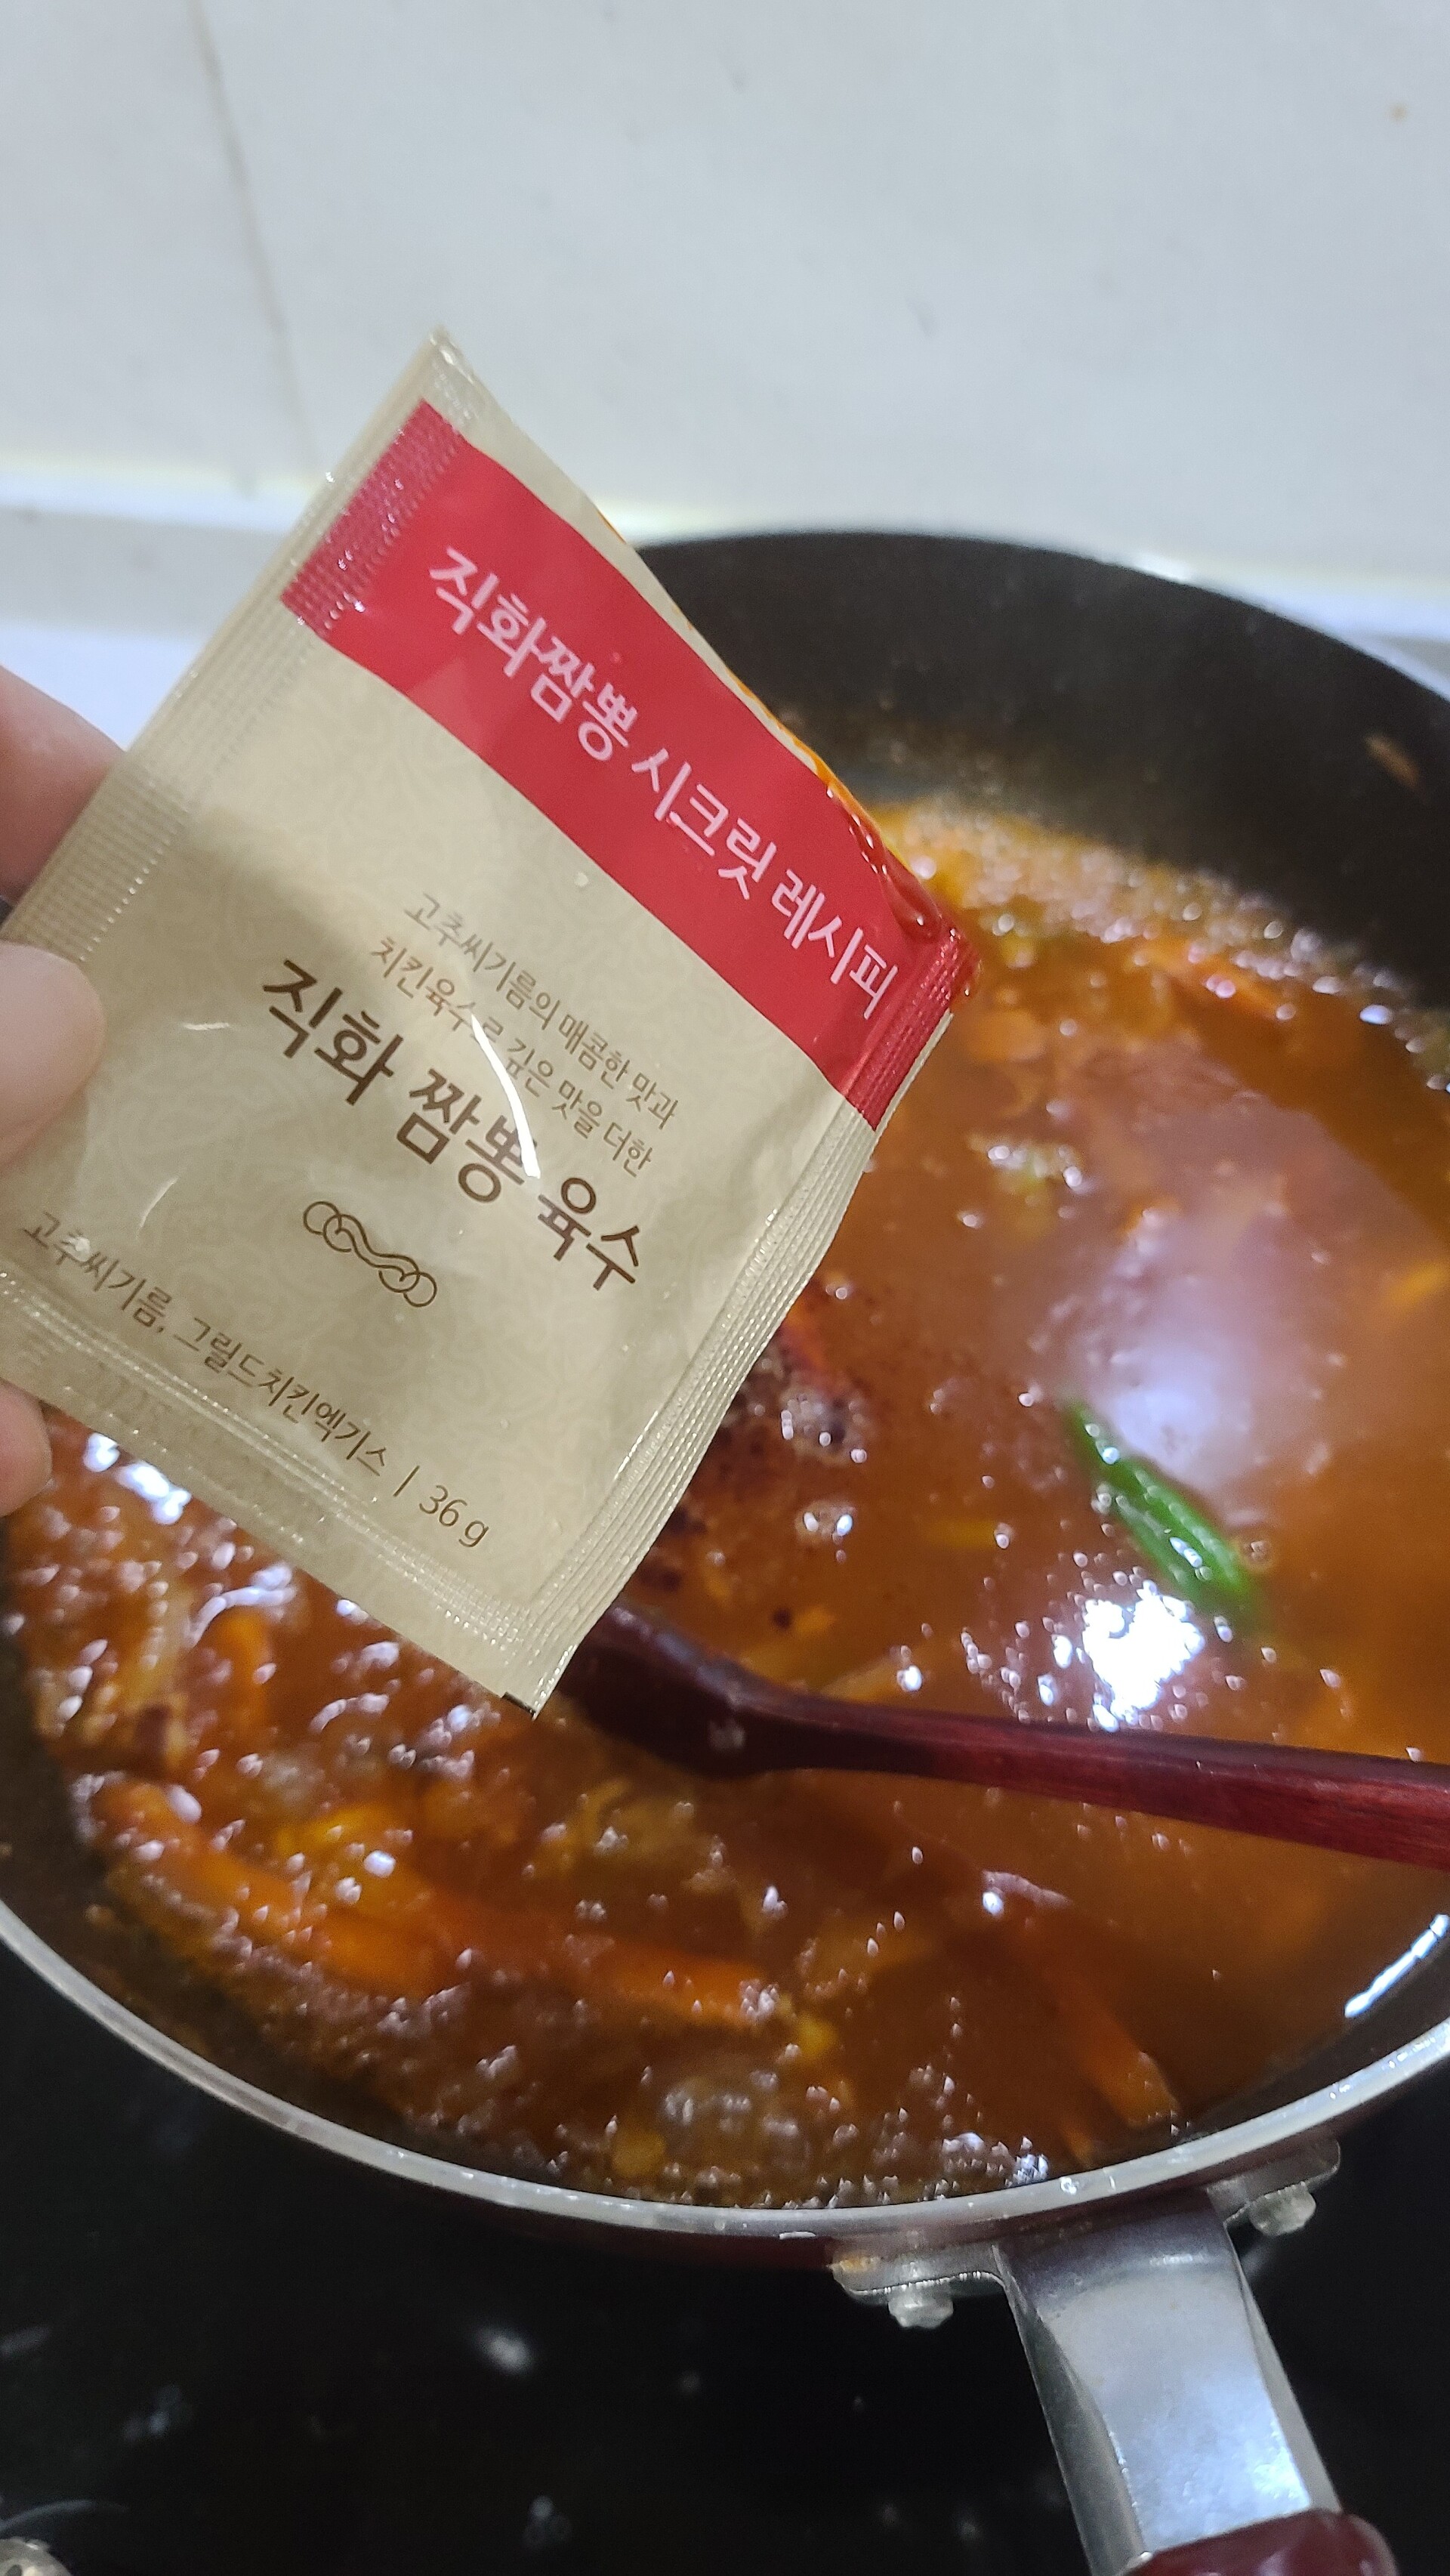 직화짬뽕 시크릿 레시피
고추씨기름의 매콤한 맛과
치킨육수로 깊은 맛을 더한
직화 짬뽕 육수
고추씨기름, 그릴드치킨엑기스 | 36 g